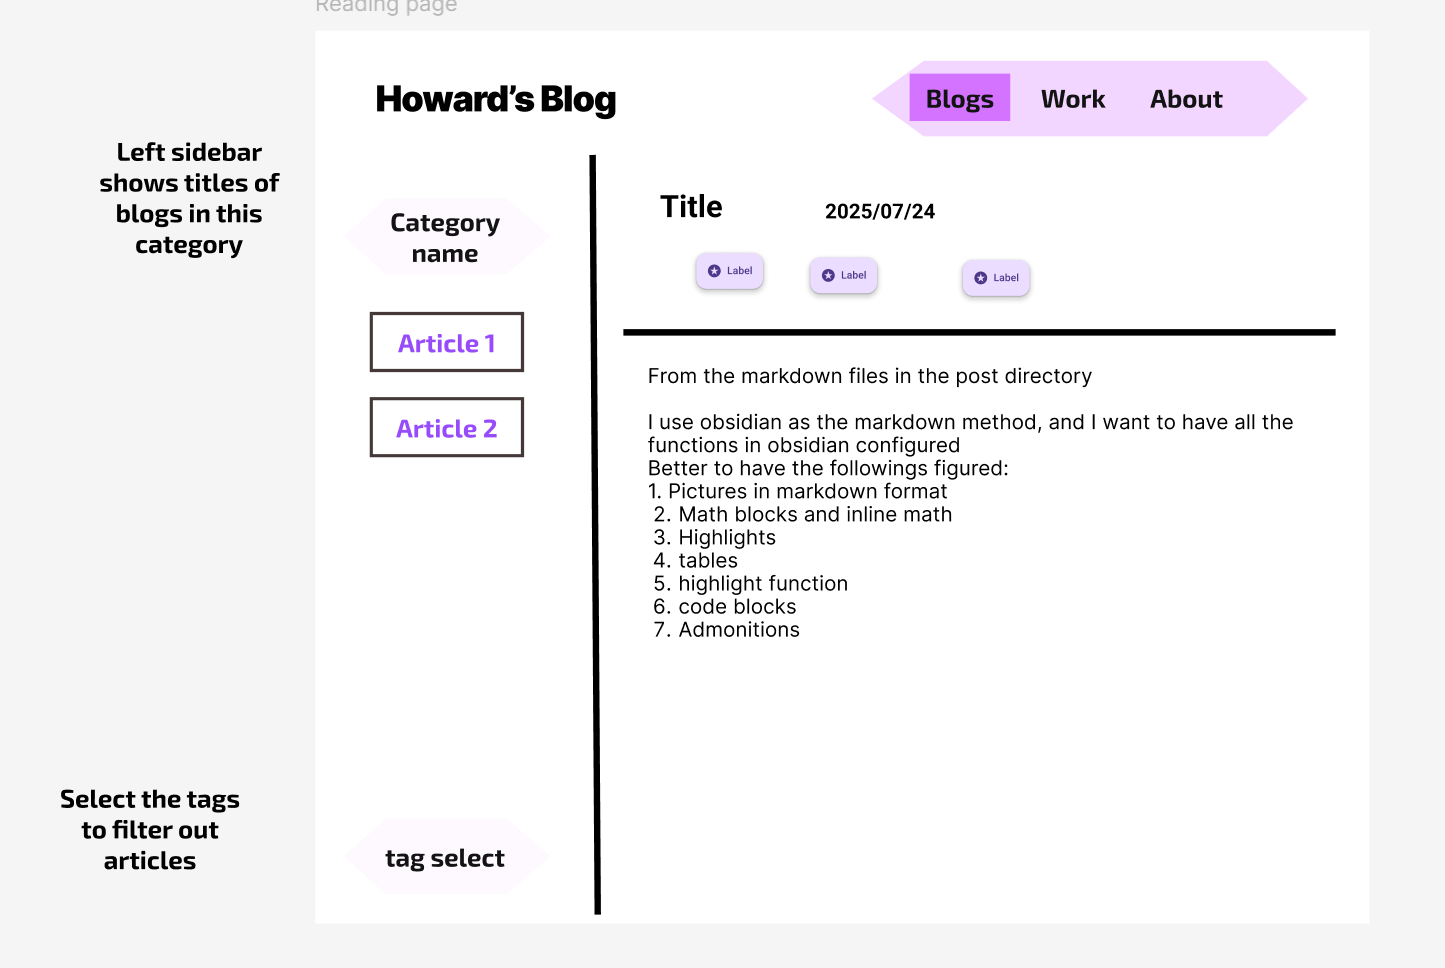 Reading page
Howard's Blog
Blogs
Work
About
Left sidebar
shows titles of
blogs in this
category
Category
name
Article 1
Article 2
Title
2025/07/24
Label
Label
Label
From the markdown files in the post directory
I use obsidian as the markdown method, and I want to have all the
functions in obsidian configured
Better to have the followings figured:
1. Pictures in markdown format
2. Math blocks and inline math
3. Highlights
4. tables
5. highlight function
6. code blocks
7. Admonitions
Select the tags
to filter out
articles
tag select